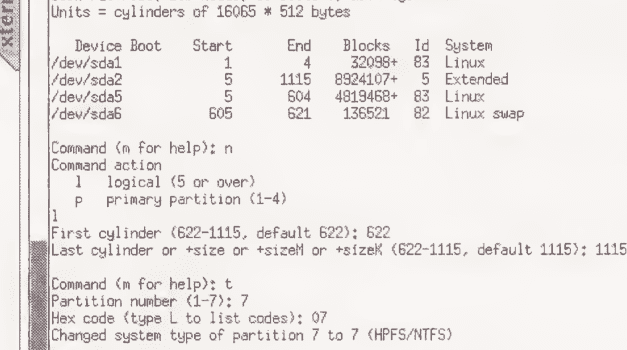 Units = cylinders of 16065 * 512 bytes
Device Boot Start End Blocks Id System
/dev/sda1 1 4 32098+ 83 Linux
/dev/sda2 5 1115 8924107+ 5 Extended
/dev/sda5 5 604 4819468+ 83 Linux
/dev/sda6 605 621 136521 82 Linux swap
Command (m for help): n
Command action
l logical (5 or over)
p primary partition (1-4)
l
First cylinder (622-1115, default 622): 622
Last cylinder or +size or +sizeM or +sizeK (622-1115, default 1115): 1115
Command (m for help): t
Partition number (1-7): 7
Hex code (type L to list codes): 07
Changed system type of partition 7 to 7 (HPFS/NTFS)
xterm